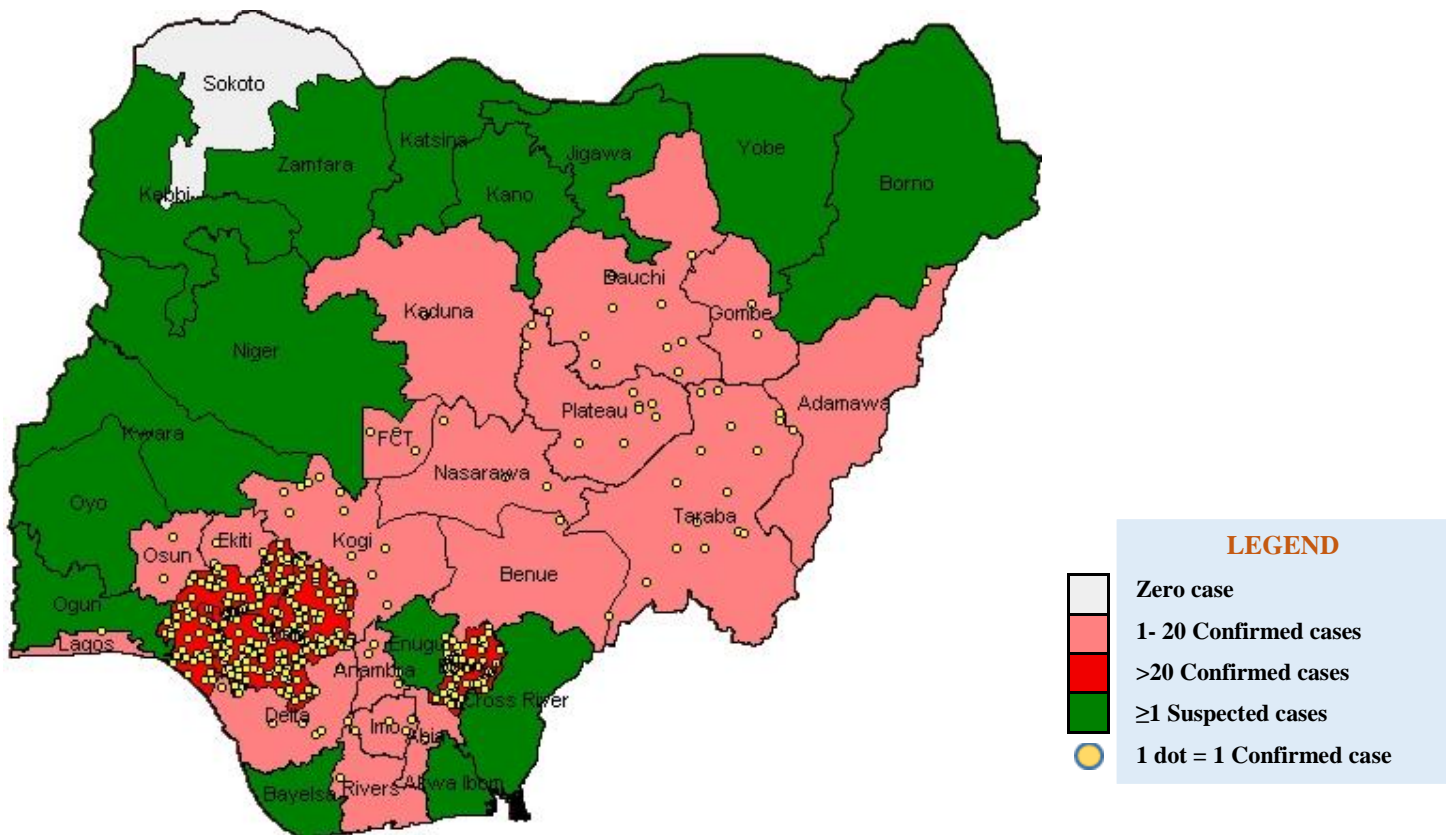 Sokoto
Katsina
Jigawa
Yobe
Zamfara
Kano
Borno
Kebbi
Bauchi
Kaduna
Gombe
Niger
Plateau
Adamawa
Kwara
FCT
Nasarawa
Oyo
Taraba
Ekiti
Kogi
Osun
Benue
Ogun
Lagos
Enugu
Anambra
Cross River
Delta
Imo
Abia
Bayelsa
Rivers
Akwa Ibom
LEGEND
Zero case
1- 20 Confirmed cases
>20 Confirmed cases
≥1 Suspected cases
1 dot = 1 Confirmed case